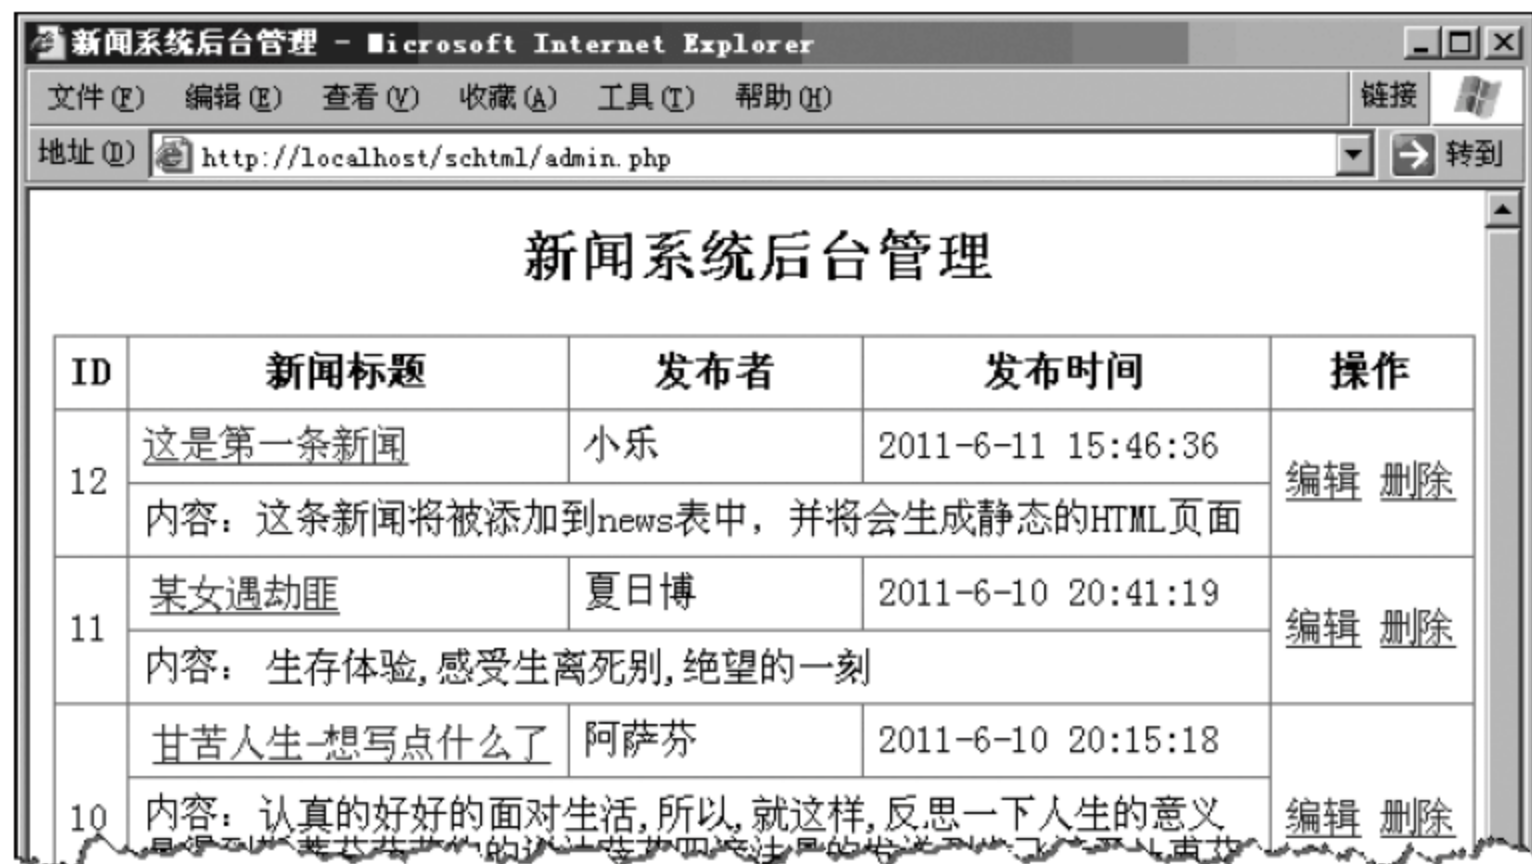 新闻系统后台管理 - Microsoft Internet Explorer
文件(F) 编辑(E) 查看(V) 收藏(A) 工具(T) 帮助(H) 链接
地址(D) http://localhost/schtml/admin.php 转到
新闻系统后台管理
ID 新闻标题 发布者 发布时间 操作
12 这是第一条新闻 小乐 2011-6-11 15:46:36 编辑 删除
内容：这条新闻将被添加到news表中，并将会生成静态的HTML页面
11 某女遇劫匪 夏日博 2011-6-10 20:41:19 编辑 删除
内容： 生存体验,感受生离死别,绝望的一刻
10 甘苦人生-想写点什么了 阿萨芬 2011-6-10 20:15:18 编辑 删除
内容：认真的好好的面对生活,所以,就这样,反思一下人生的意义